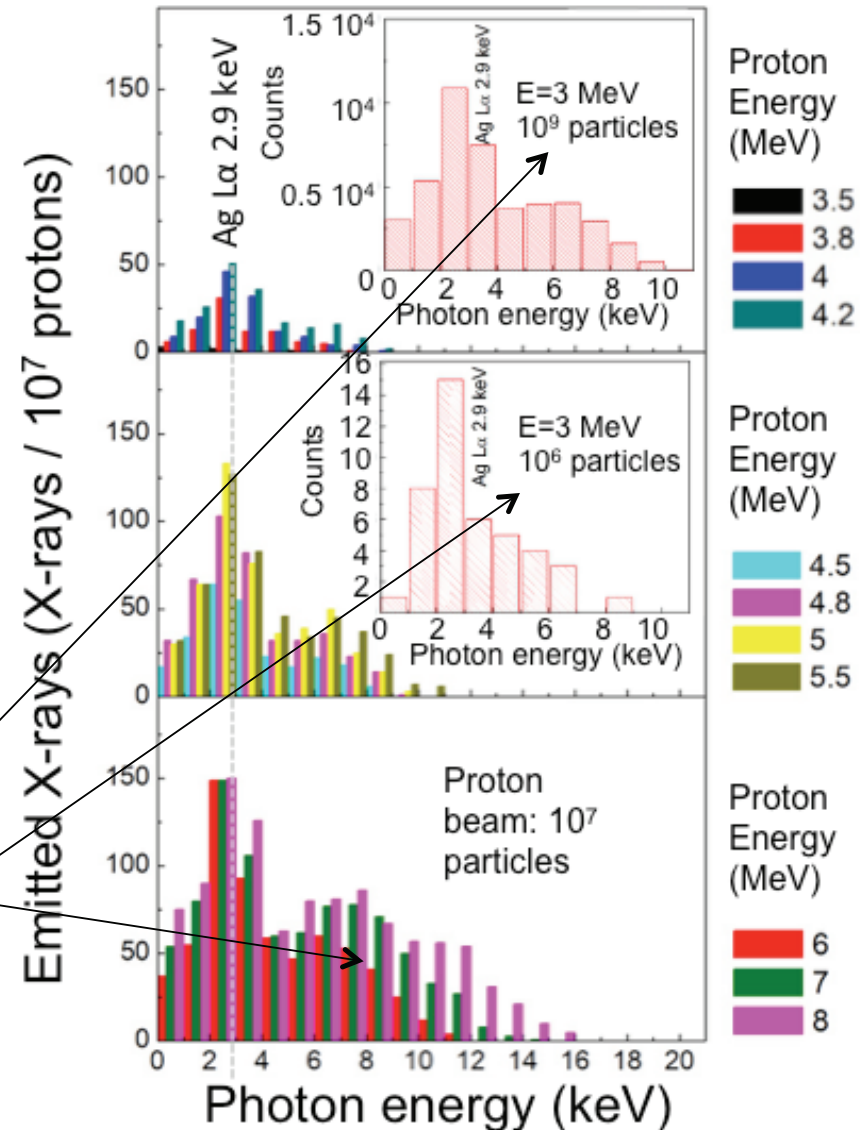 Emitted X-rays (X-rays / 10⁷ protons)
150
100
50
0
Ag Lα 2.9 keV
Counts
1.5 10⁴
10⁴
0.5 10⁴
0
Ag Lα 2.9 keV
E=3 MeV
10⁹ particles
0 2 4 6 8 10
Photon energy (keV)
Proton
Energy
(MeV)
3.5
3.8
4
4.2
150
100
50
0
Counts
16
14
12
10
8
6
4
2
Ag Lα 2.9 keV
E=3 MeV
10⁶ particles
0 2 4 6 8 10
Photon energy (keV)
Proton
Energy
(MeV)
4.5
4.8
5
5.5
150
100
50
0
Proton
beam: 10⁷
particles
Proton
Energy
(MeV)
6
7
8
0 2 4 6 8 10 12 14 16 18 20
Photon energy (keV)